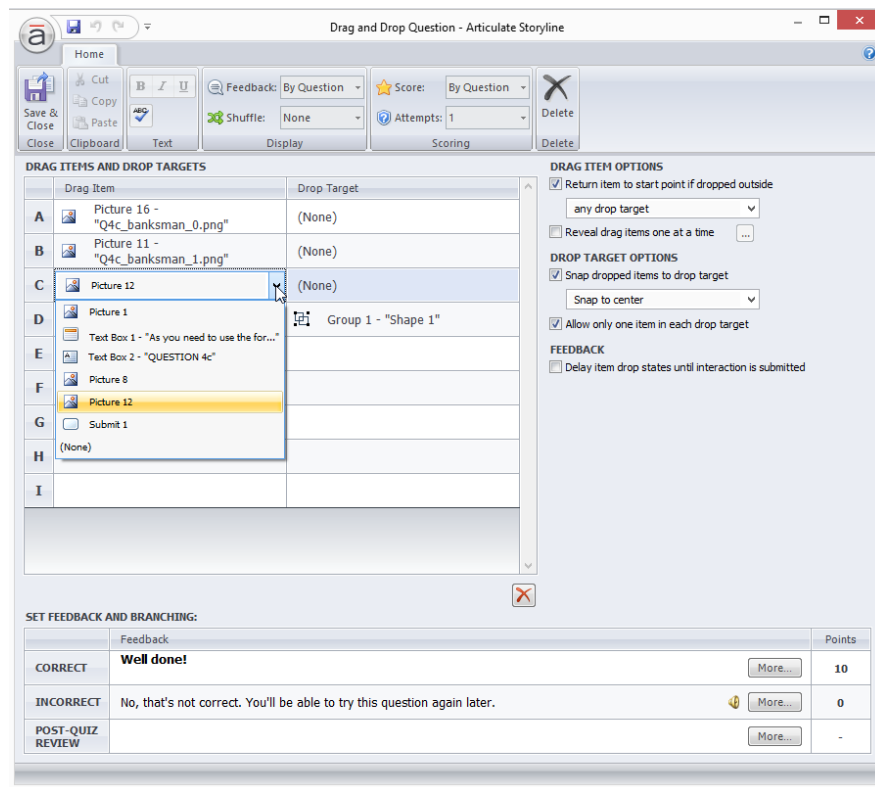 Drag and Drop Question - Articulate Storyline
Home
Save & Close
Cut
Copy
Paste
B I U
ABC
Feedback: By Question
Shuffle: None
Score: By Question
Attempts: 1
Delete
Close
Clipboard
Text
Display
Scoring
Delete
DRAG ITEMS AND DROP TARGETS
Drag Item
Drop Target
A
Picture 16 -
"Q4c_banksman_0.png"
(None)
B
Picture 11 -
"Q4c_banksman_1.png"
(None)
C
Picture 12
(None)
D
Group 1 - "Shape 1"
E
F
G
H
I
Picture 1
Text Box 1 - "As you need to use the for..."
Text Box 2 - "QUESTION 4c"
Picture 8
Picture 12
Submit 1
(None)
DRAG ITEM OPTIONS
Return item to start point if dropped outside
any drop target
Reveal drag items one at a time
...
DROP TARGET OPTIONS
Snap dropped items to drop target
Snap to center
Allow only one item in each drop target
FEEDBACK
Delay item drop states until interaction is submitted
SET FEEDBACK AND BRANCHING:
Feedback
Points
CORRECT
Well done!
More...
10
INCORRECT
No, that's not correct. You'll be able to try this question again later.
More...
0
POST-QUIZ
REVIEW
More...
-